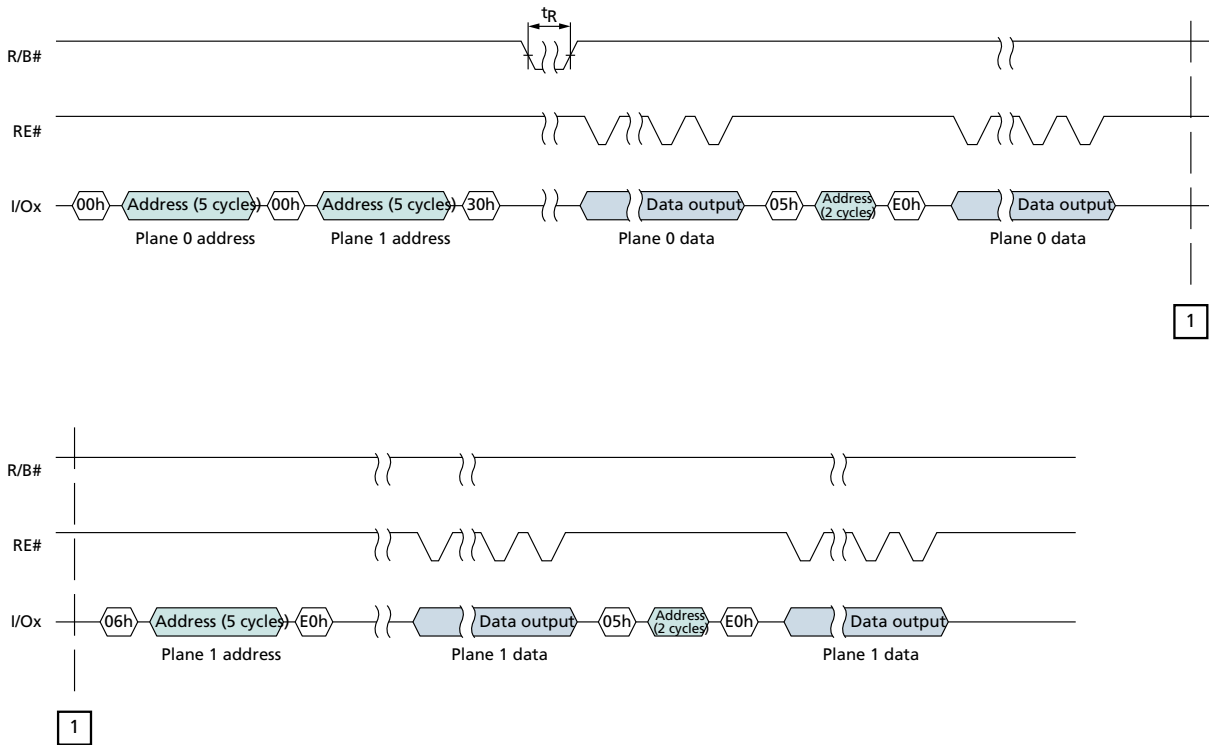 tR
R/B#
RE#
I/Ox
00h
Address (5 cycles)
00h
Address (5 cycles)
30h
Data output
05h
Address
(2 cycles)
E0h
Data output
Plane 0 address
Plane 1 address
Plane 0 data
Plane 0 data
1
R/B#
RE#
I/Ox
06h
Address (5 cycles)
E0h
Data output
05h
Address
(2 cycles)
E0h
Data output
Plane 1 address
Plane 1 data
Plane 1 data
1